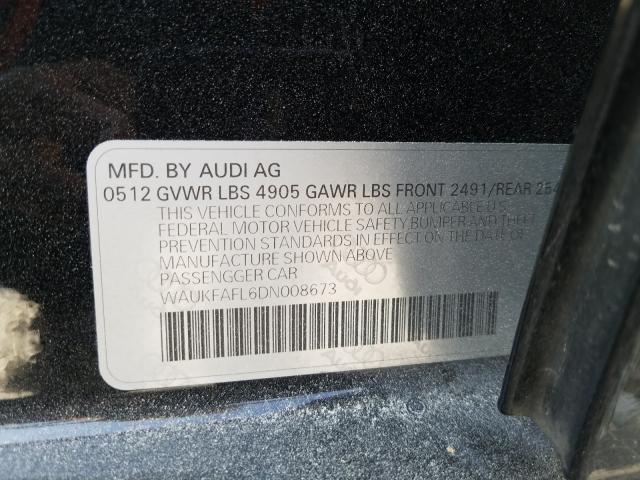 MFD. BY AUDI AG
0512 GVWR LBS 4905 GAWR LBS FRONT 2491/REAR 254
THIS VEHICLE CONFORMS TO ALL APPLICABLE U.S.
FEDERAL MOTOR VEHICLE SAFETY, BUMPER AND THEFT
PREVENTION STANDARDS IN EFFECT ON THE DATE OF
MANUFACTURE SHOWN ABOVE
PASSENGGER CAR
WAUKFAFL6DN008673
Audi